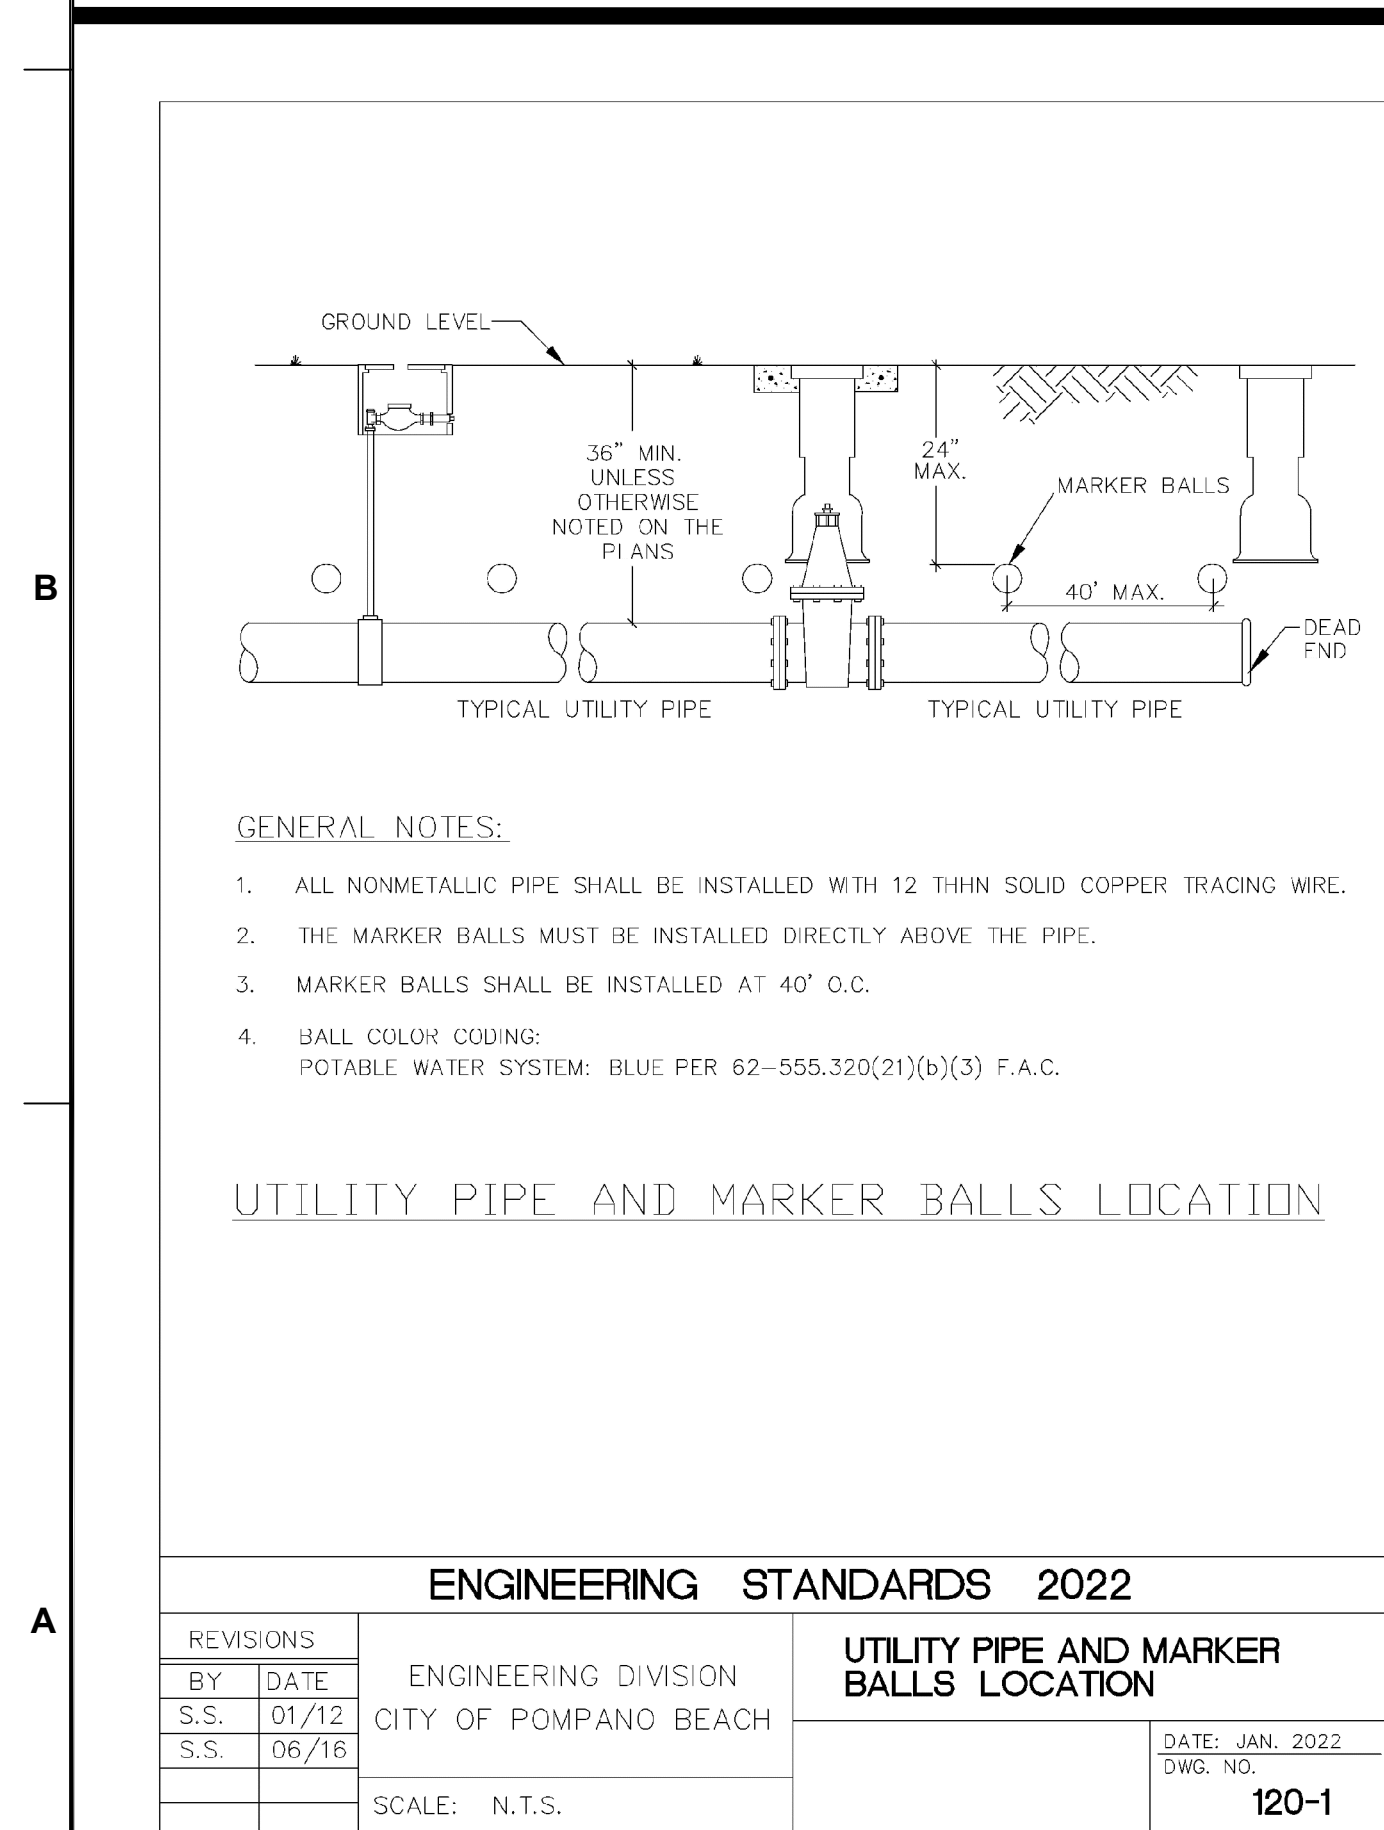 GROUND LEVEL
36" MIN.
UNLESS
OTHERWISE
NOTED ON THE
PLANS
24"
MAX.
MARKER BALLS
B
40' MAX.
DEAD
END
TYPICAL UTILITY PIPE
TYPICAL UTILITY PIPE
GENERAL NOTES:
1. ALL NONMETALLIC PIPE SHALL BE INSTALLED WITH 12 THHN SOLID COPPER TRACING WIRE.
2. THE MARKER BALLS MUST BE INSTALLED DIRECTLY ABOVE THE PIPE.
3. MARKER BALLS SHALL BE INSTALLED AT 40' O.C.
4. BALL COLOR CODING:
POTABLE WATER SYSTEM: BLUE PER 62-555.320(21)(b)(3) F.A.C.
UTILITY PIPE AND MARKER BALLS LOCATION
ENGINEERING STANDARDS 2022
A
REVISIONS
BY DATE
S.S. 01/12
S.S. 06/16
ENGINEERING DIVISION
CITY OF POMPANO BEACH
SCALE: N.T.S.
UTILITY PIPE AND MARKER
BALLS LOCATION
DATE: JAN. 2022
DWG. NO.
120-1